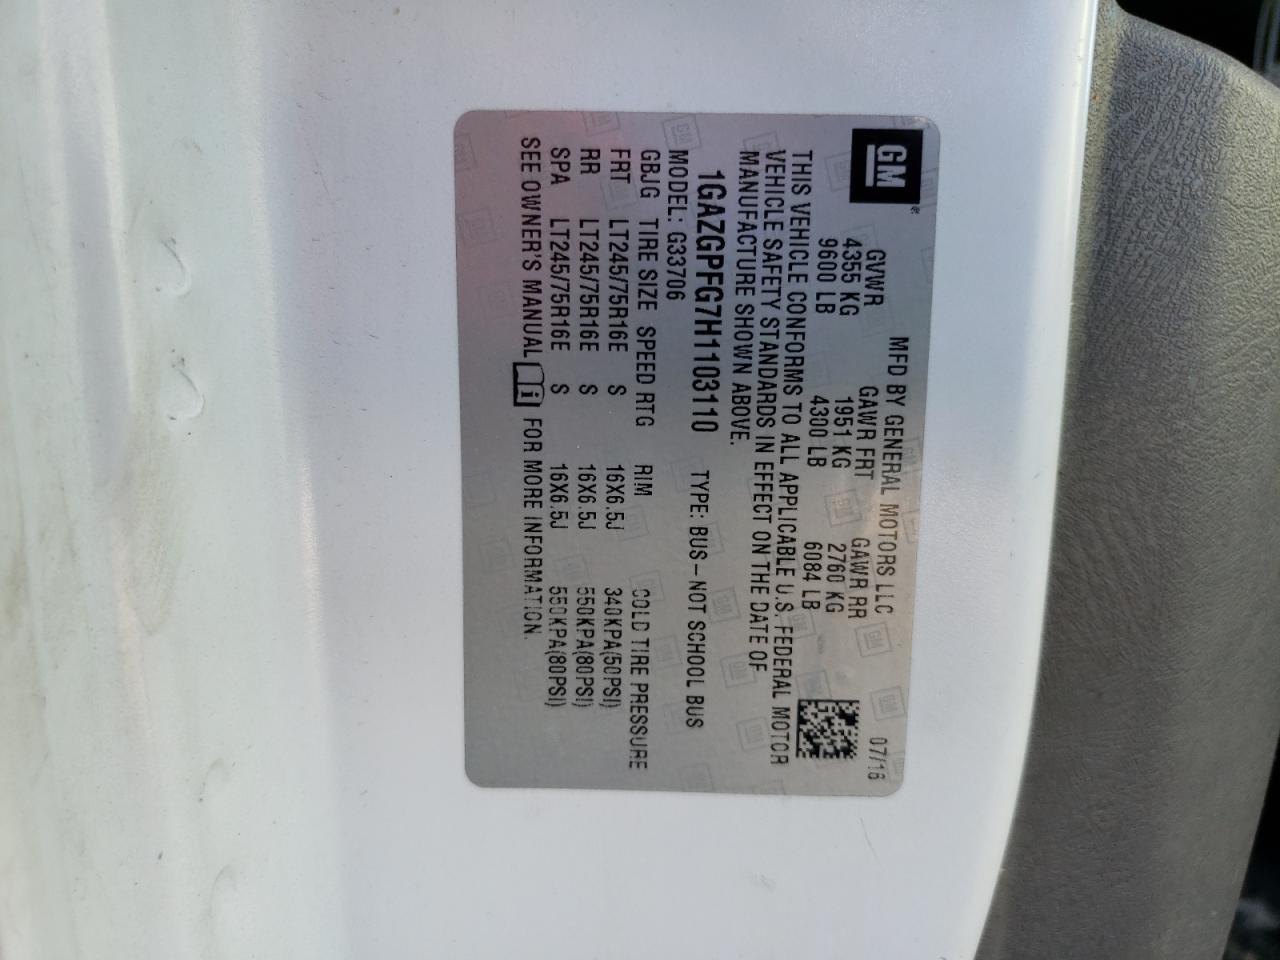 GM
MFD BY GENERAL MOTORS LLC 07/16
GVWR GAWR FRT GAWR RR
4355 KG 1951 KG 2760 KG
9600 LB 4300 LB 6084 LB
THIS VEHICLE CONFORMS TO ALL APPLICABLE U.S. FEDERAL MOTOR
VEHICLE SAFETY STANDARDS IN EFFECT ON THE DATE OF
MANUFACTURE SHOWN ABOVE.
1GAZGPFG7H1103110 TYPE: BUS – NOT SCHOOL BUS
MODEL: G33706
GBJG TIRE SIZE SPEED RTG RIM COLD TIRE PRESSURE
FRT LT245/75R16E S 16X6.5J 340KPA(50PSI)
RR LT245/75R16E S 16X6.5J 550KPA(80PSI)
SPA LT245/75R16E S 16X6.5J 550KPA(80PSI)
SEE OWNER'S MANUAL i FOR MORE INFORMATION.